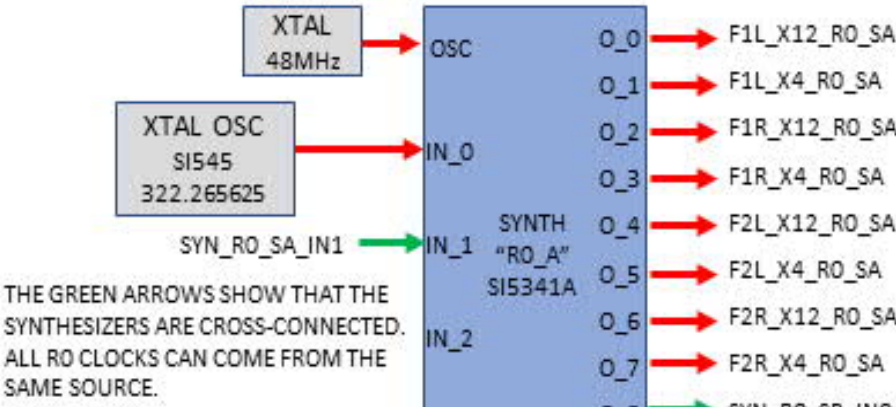 XTAL
48MHz
OSC
XTAL OSC
SI545
322.265625
IN_0
SYN_R0_SA_IN1
IN_1
IN_2
SYNTH
"R0_A"
SI5341A
O_0
F1L_X12_R0_SA
O_1
F1L_X4_R0_SA
O_2
F1R_X12_R0_SA
O_3
F1R_X4_R0_SA
O_4
F2L_X12_R0_SA
O_5
F2L_X4_R0_SA
O_6
F2R_X12_R0_SA
O_7
F2R_X4_R0_SA
THE GREEN ARROWS SHOW THAT THE
SYNTHESIZERS ARE CROSS-CONNECTED.
ALL R0 CLOCKS CAN COME FROM THE
SAME SOURCE.